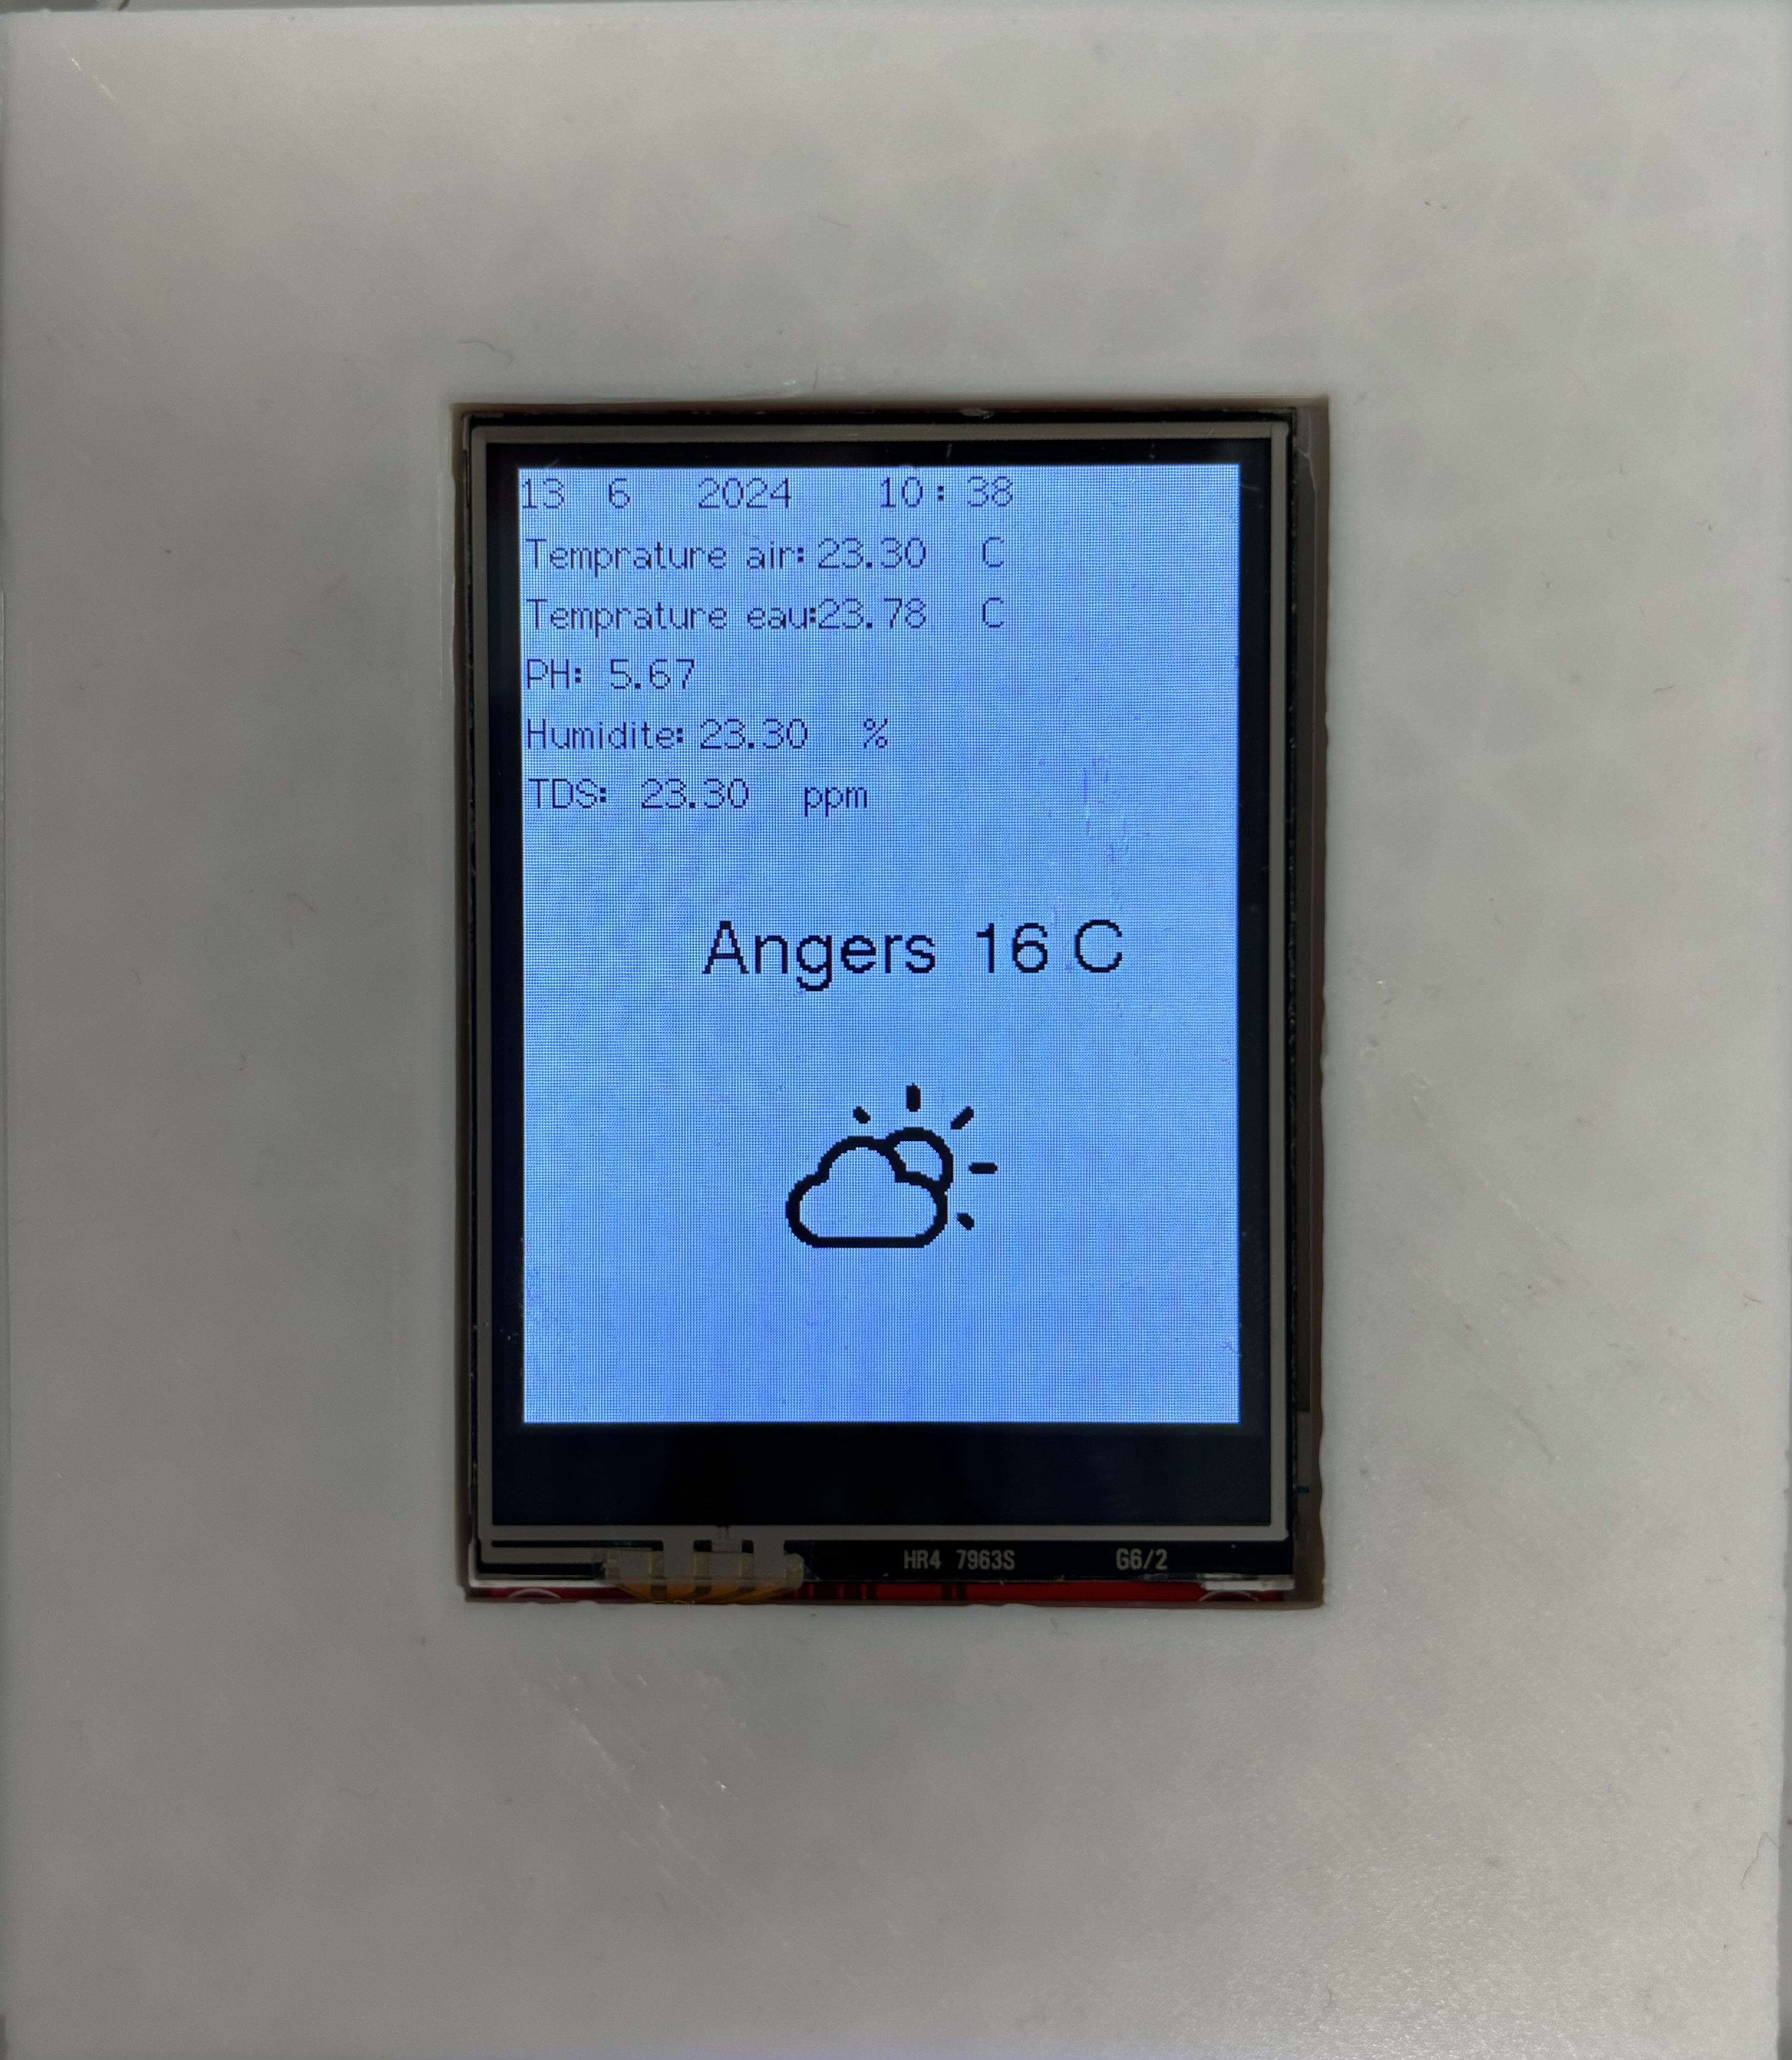 13 6 2024 10: 38
Temprature air: 23.30 C
Temprature eau:23.78 C
PH: 5.67
Humidite: 23.30 %
TDS: 23.30 ppm
Angers 16 C
HR4 7963S G6/2